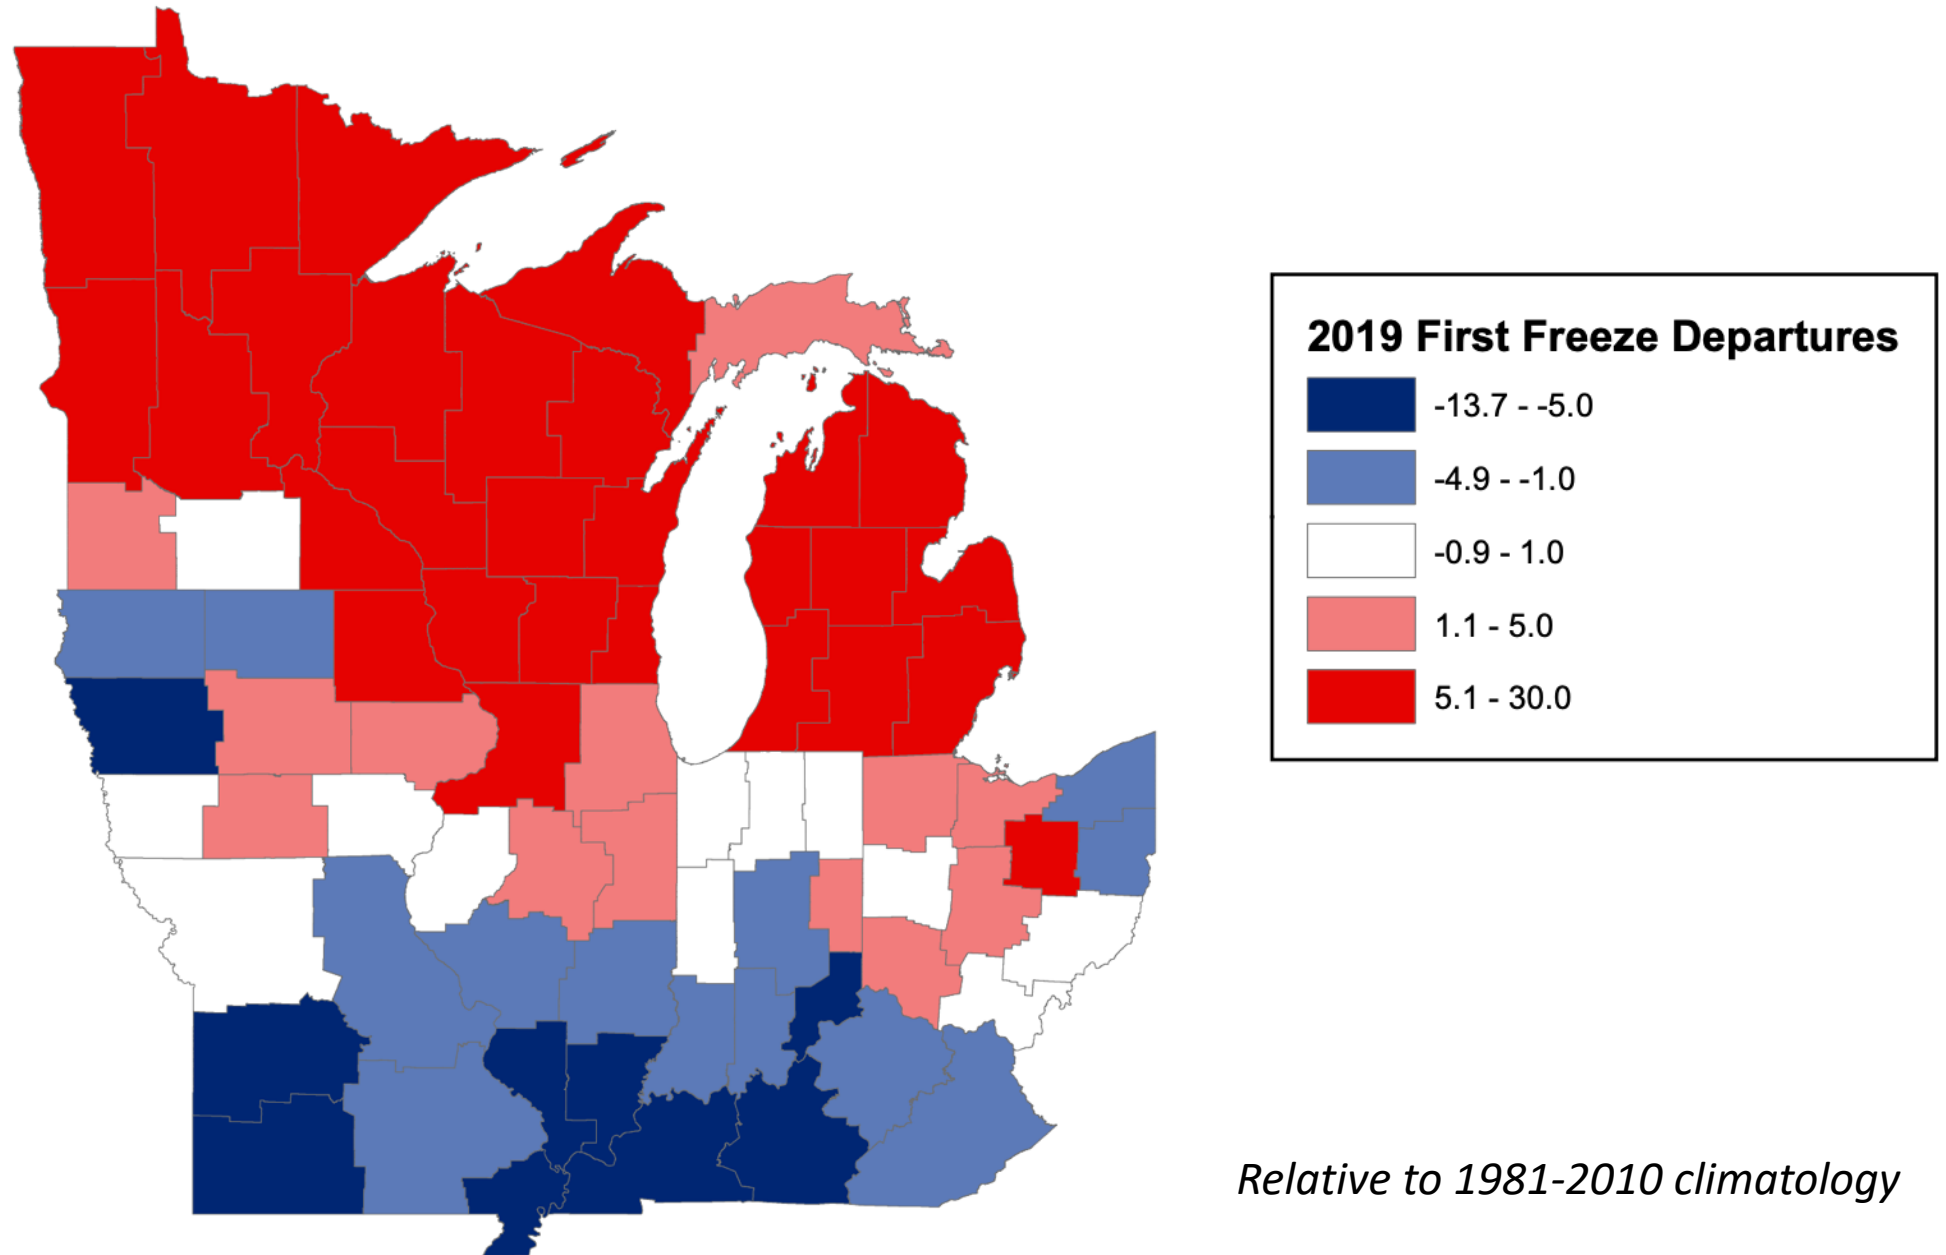 2019 First Freeze Departures
-13.7 - -5.0
-4.9 - -1.0
-0.9 - 1.0
1.1 - 5.0
5.1 - 30.0
Relative to 1981-2010 climatology